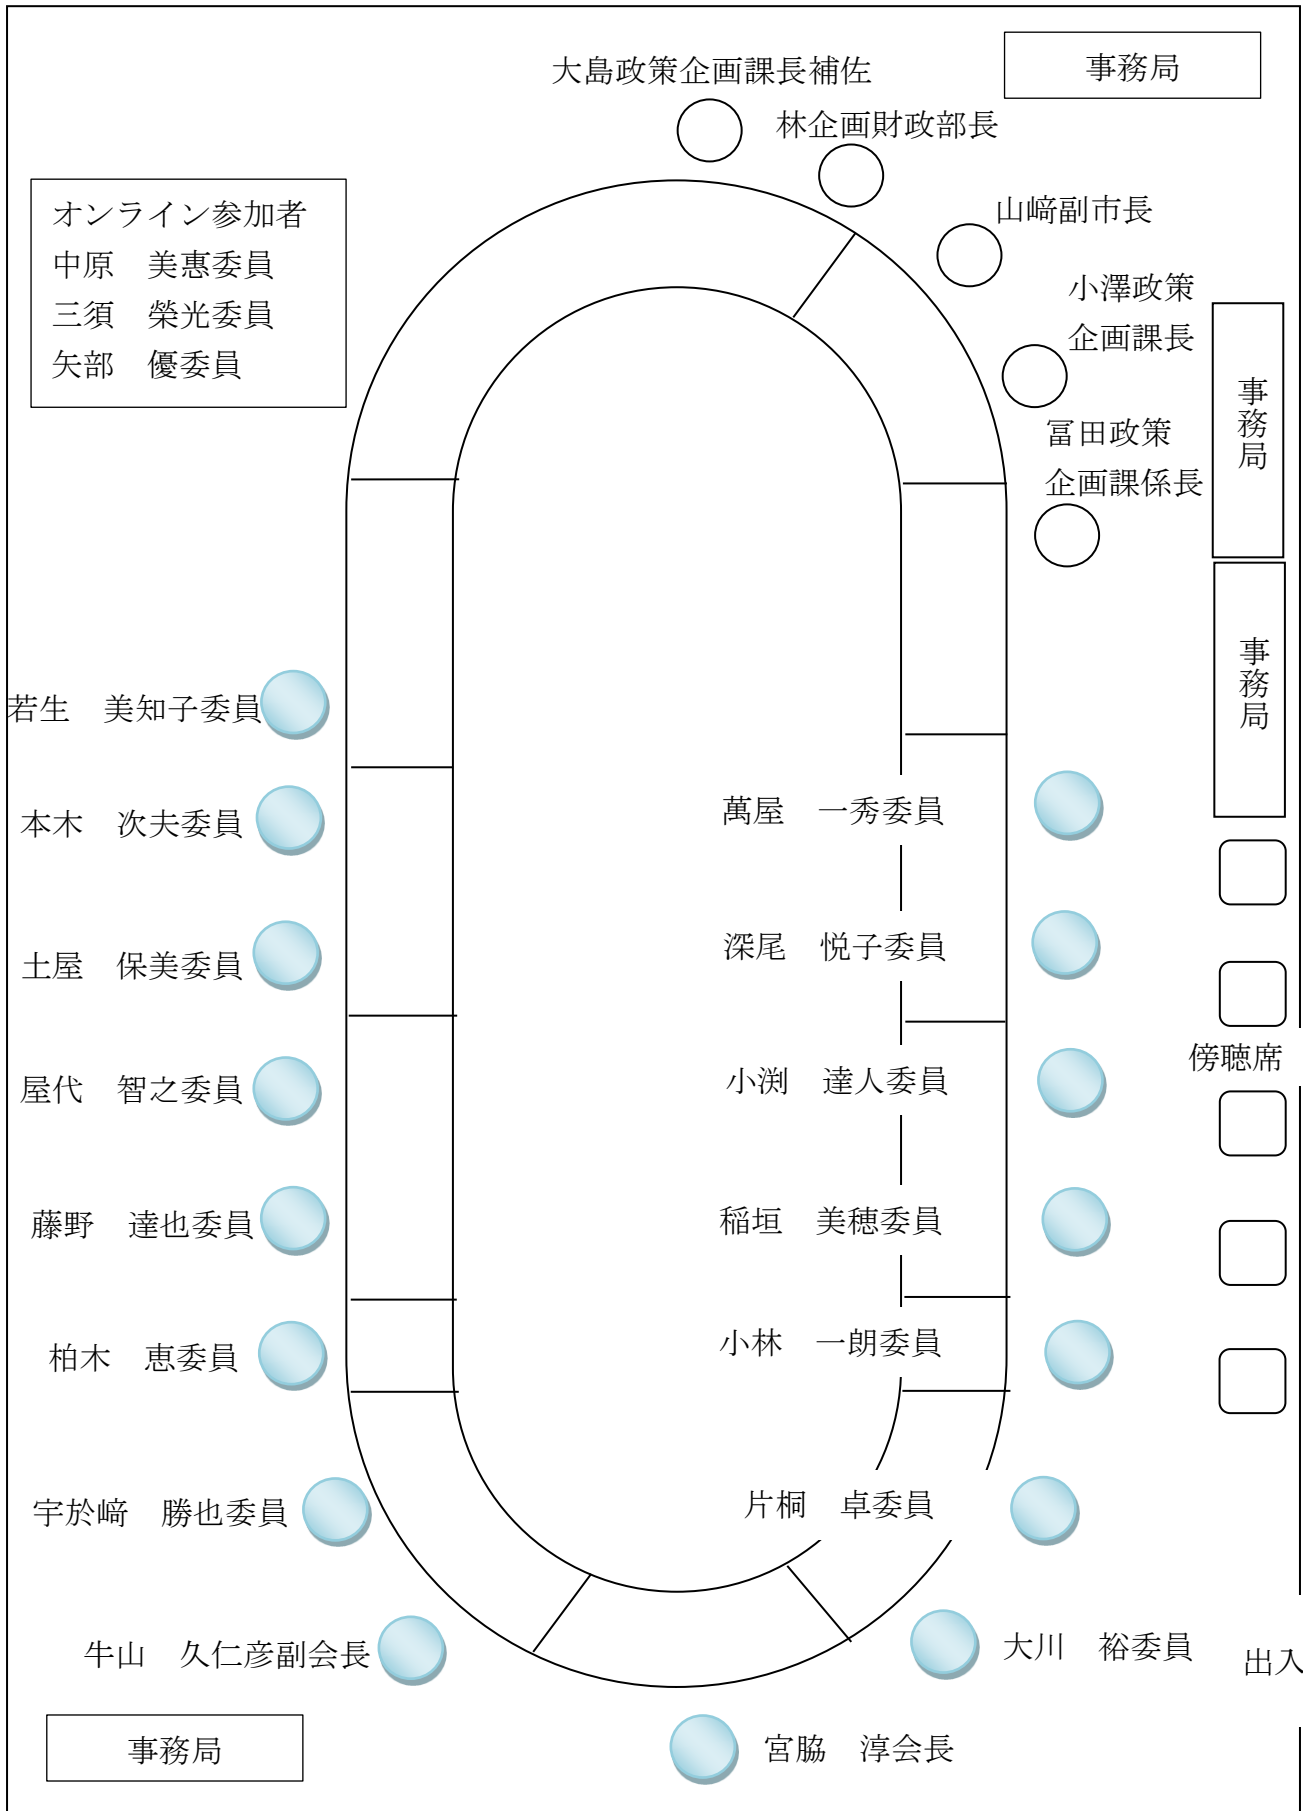 大島政策企画課長補佐
事務局
林企画財政部長
オンライン参加者
中原　美惠委員
三須　榮光委員
矢部　優委員
山﨑副市長
小澤政策
企画課長
事務局
冨田政策
企画課係長
事務局
若生　美知子委員
本木　次夫委員
萬屋　一秀委員
土屋　保美委員
深尾　悦子委員
傍聴席
屋代　智之委員
小渕　達人委員
藤野　達也委員
稲垣　美穂委員
柏木　恵委員
小林　一朗委員
宇於﨑　勝也委員
片桐　卓委員
牛山　久仁彦副会長
大川　裕委員
出入
事務局
宮脇　淳会長